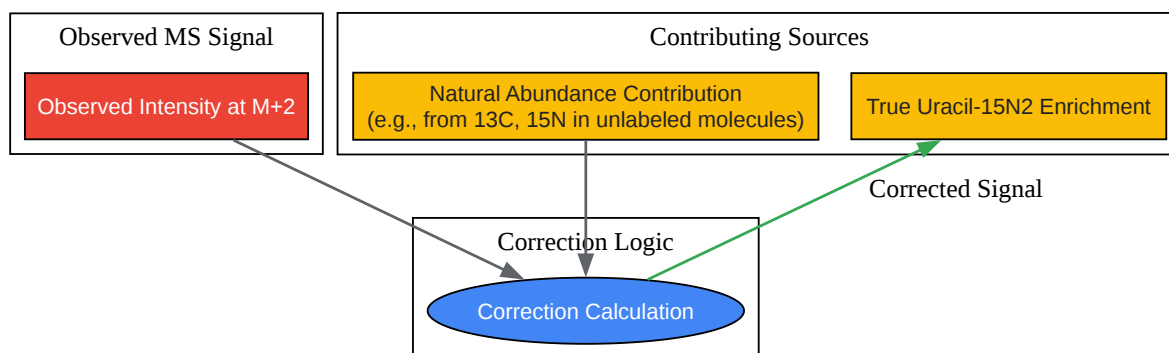 Observed MS Signal
Contributing Sources
Observed Intensity at M+2
Natural Abundance Contribution
(e.g., from 13C, 15N in unlabeled molecules)
True Uracil-15N2 Enrichment
Corrected Signal
Correction Logic
Correction Calculation